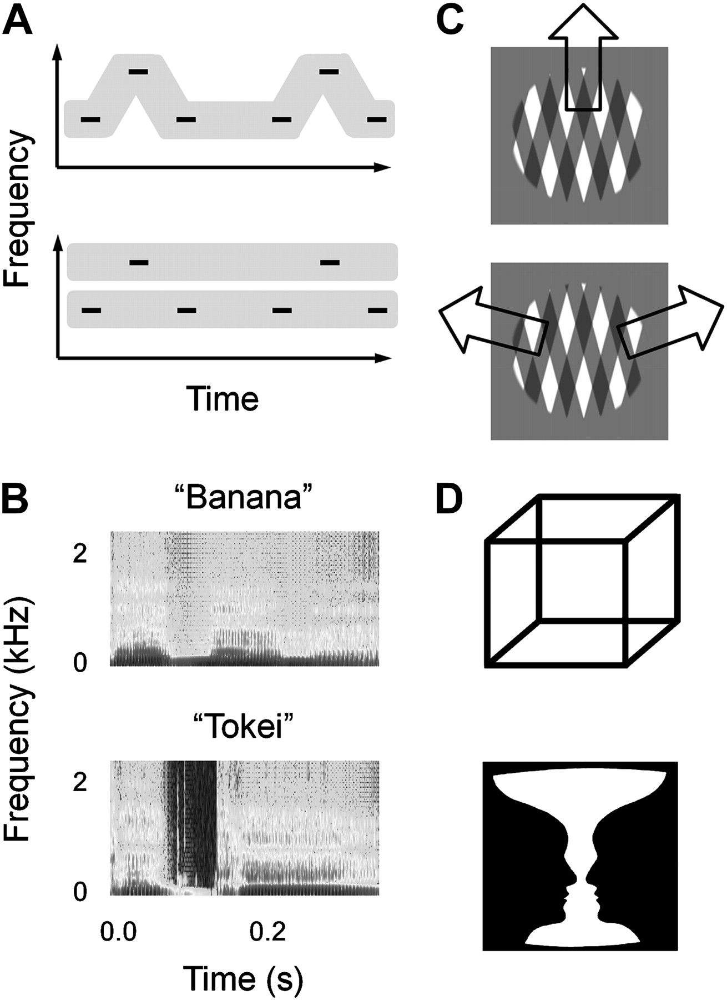 A
Frequency
Time
B
“Banana”
2
0
“Tokei”
2
0
Frequency (kHz)
0.0 0.2
Time (s)
C
D